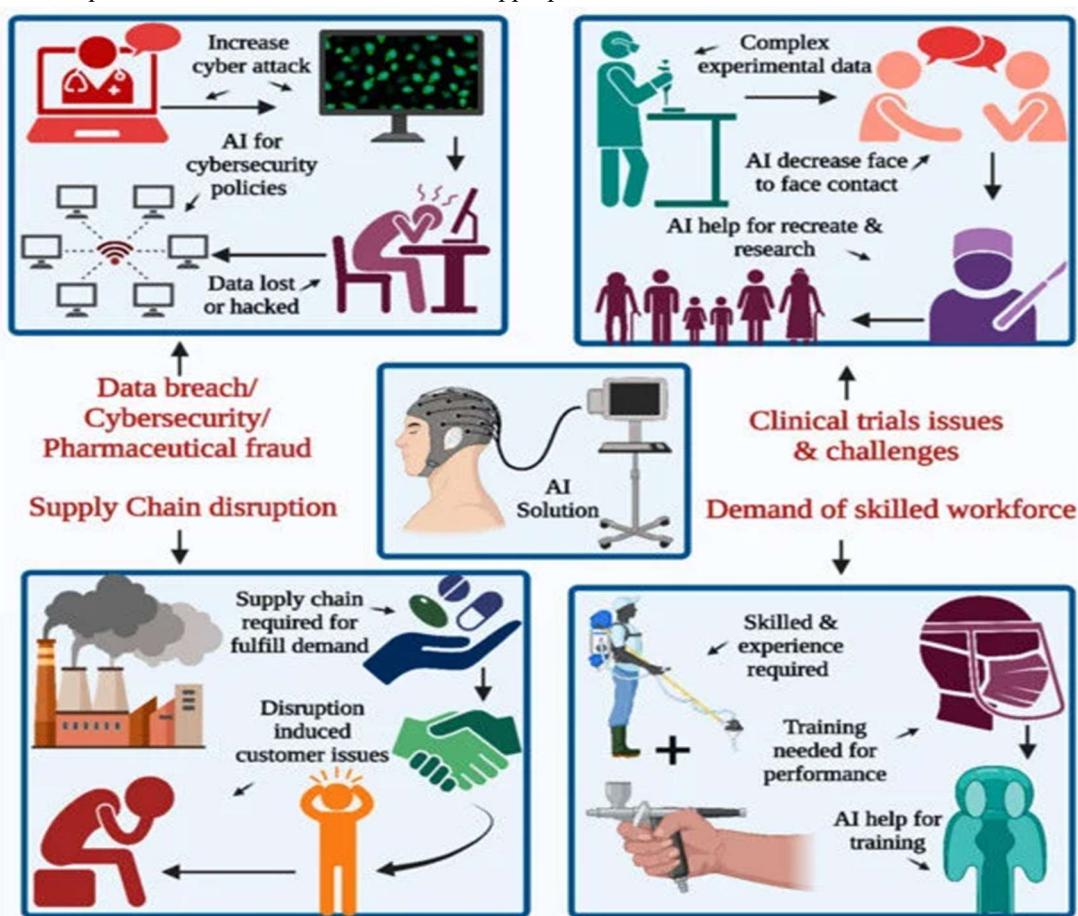 Increase
cyber attack
AI for
cybersecurity
policies
Data lost
or hacked
Complex
experimental data
AI decrease face
to face contact
AI help for recreate &
research
Data breach/
Cybersecurity/
Pharmaceutical fraud
Supply Chain disruption
AI
Solution
Clinical trials issues
& challenges
Demand of skilled workforce
Supply chain
required for
fulfill demand
Disruption
induced
customer issues
Skilled &
experience
required
Training
needed for
performance
AI help for
training